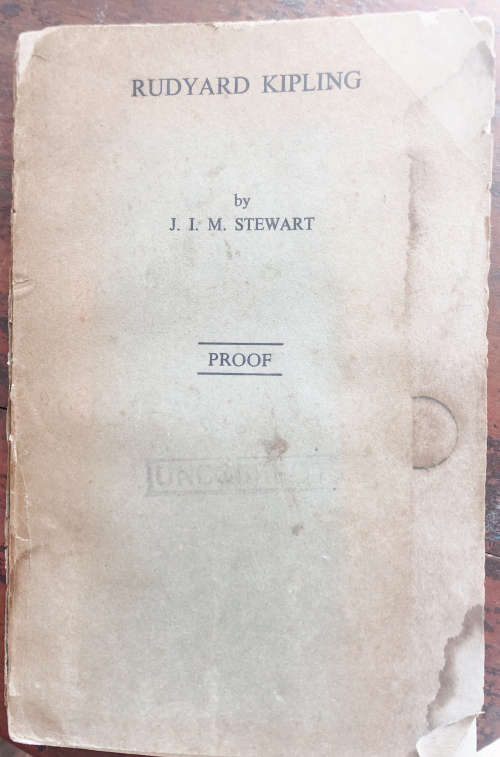 RUDYARD KIPLING
by
J. I. M. STEWART
PROOF